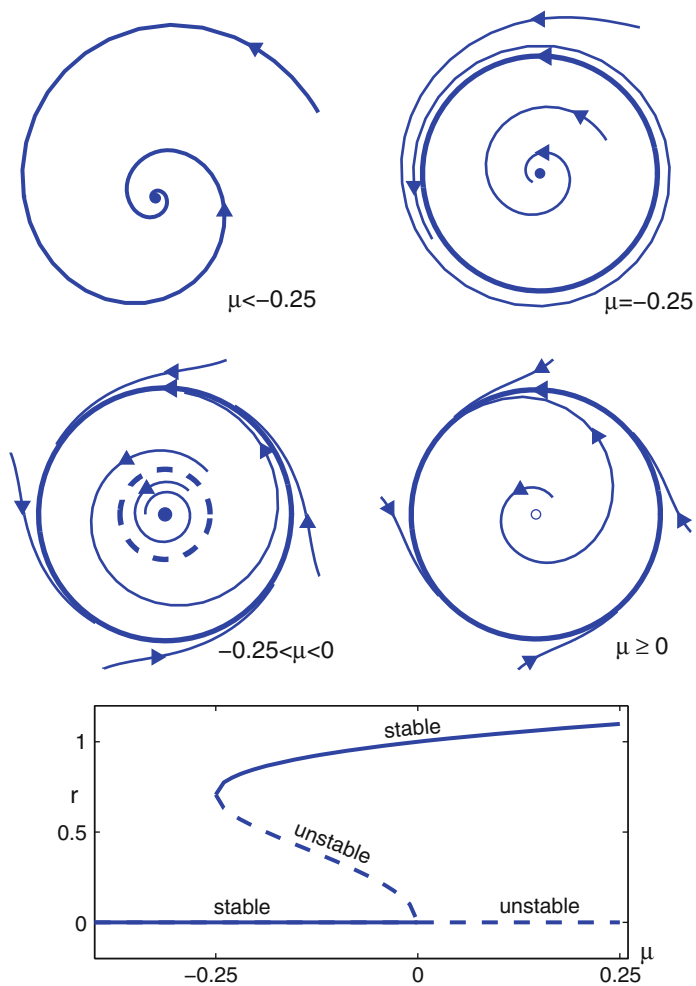 μ<−0.25
μ=−0.25
−0.25<μ<0
μ ≥ 0
stable
1
r
unstable
0.5
stable
unstable
0
μ
−0.25
0
0.25